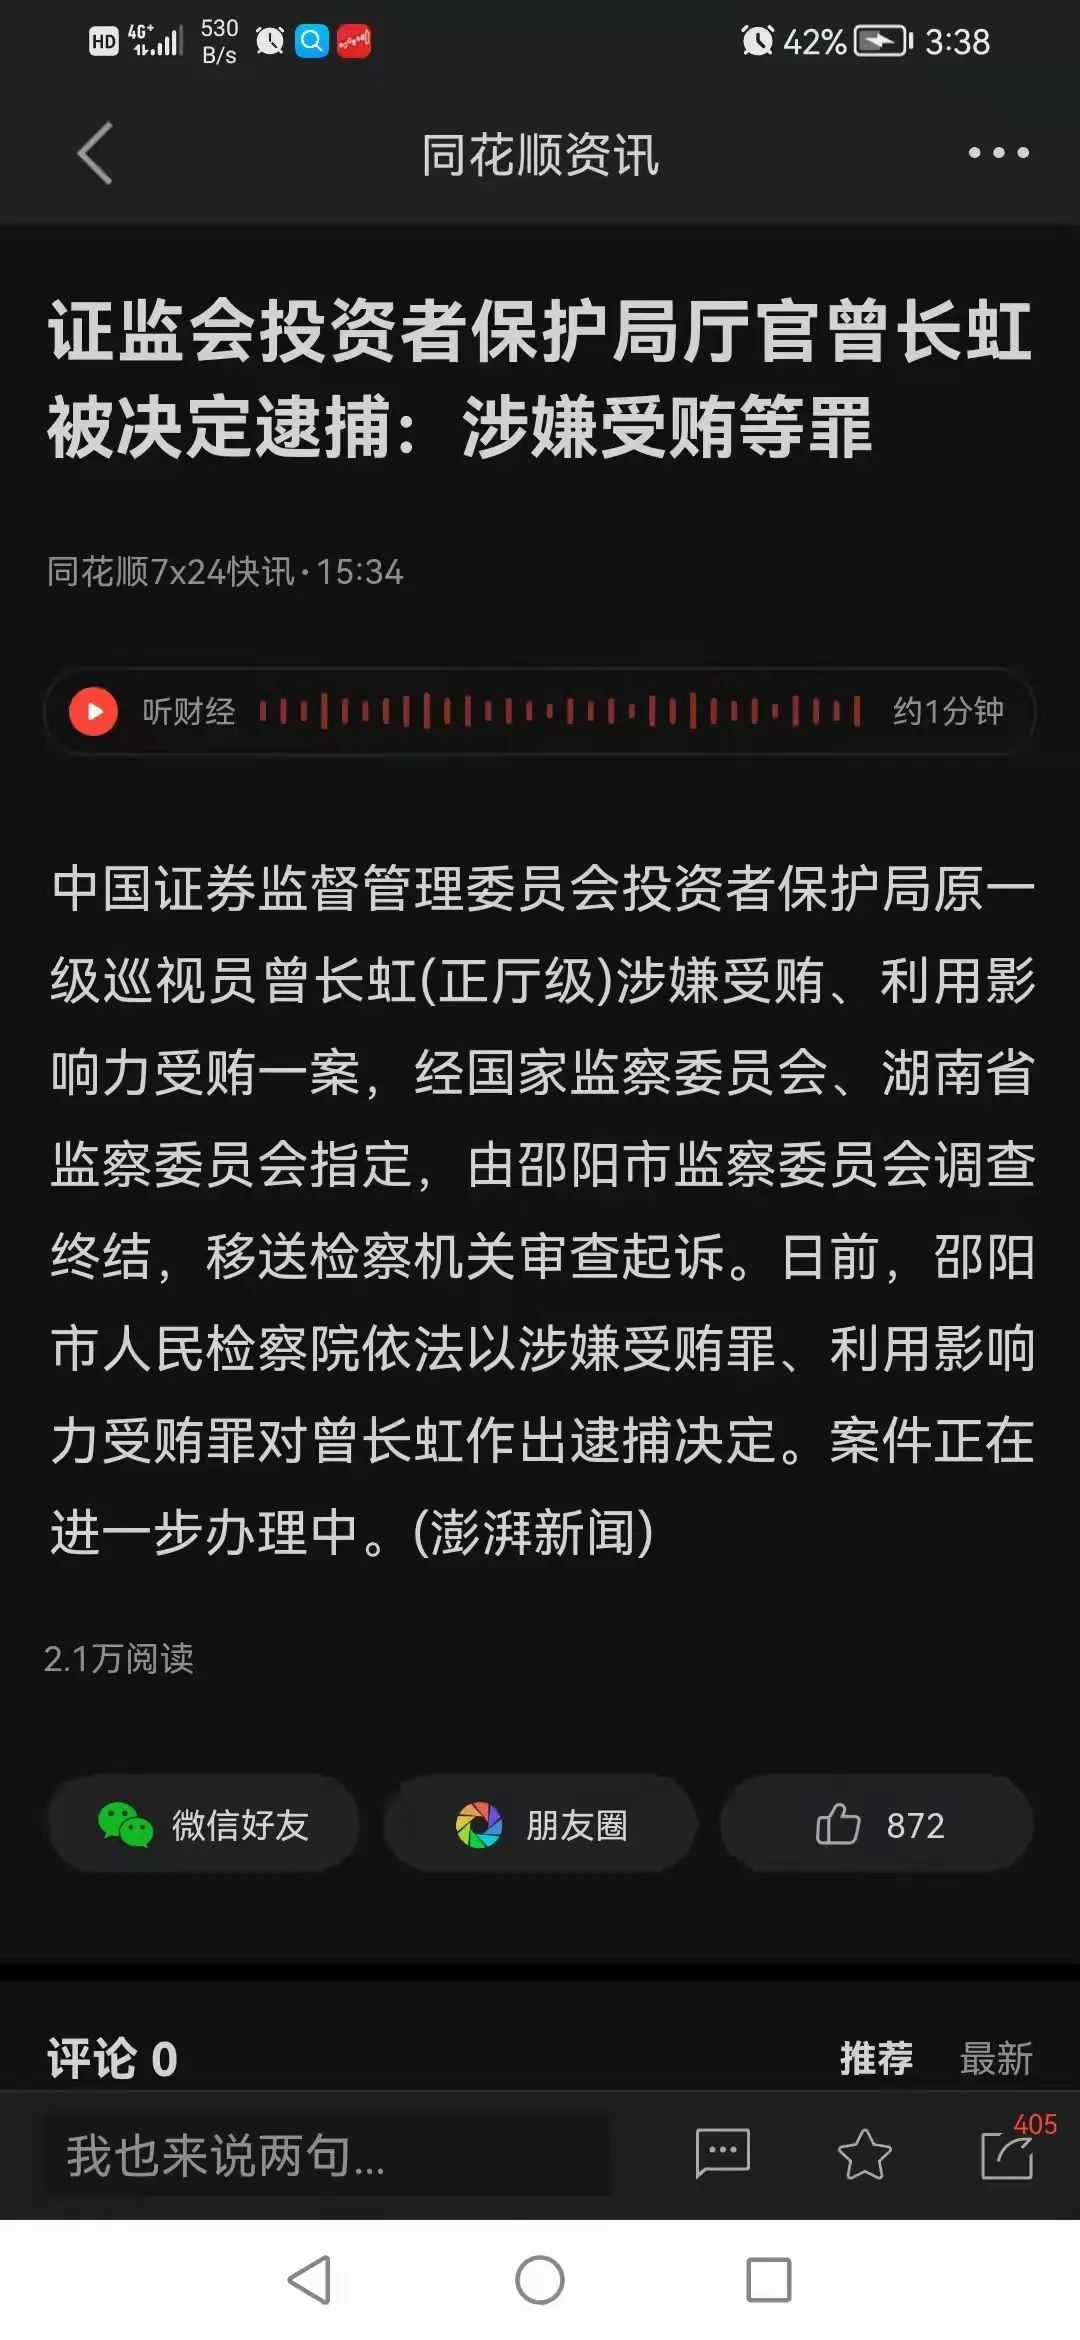 HD 4G+ 530 B/s 42% 3:38
同花顺资讯
证监会投资者保护局厅官曾长虹
被决定逮捕：涉嫌受贿等罪
同花顺7x24快讯·15:34
听财经 约1分钟
中国证券监督管理委员会投资者保护局原一
级巡视员曾长虹(正厅级)涉嫌受贿、利用影
响力受贿一案，经国家监察委员会、湖南省
监察委员会指定，由邵阳市监察委员会调查
终结，移送检察机关审查起诉。日前，邵阳
市人民检察院依法以涉嫌受贿罪、利用影响
力受贿罪对曾长虹作出逮捕决定。案件正在
进一步办理中。(澎湃新闻)
2.1万阅读
微信好友 朋友圈 872
评论 0 推荐 最新
我也来说两句... 405